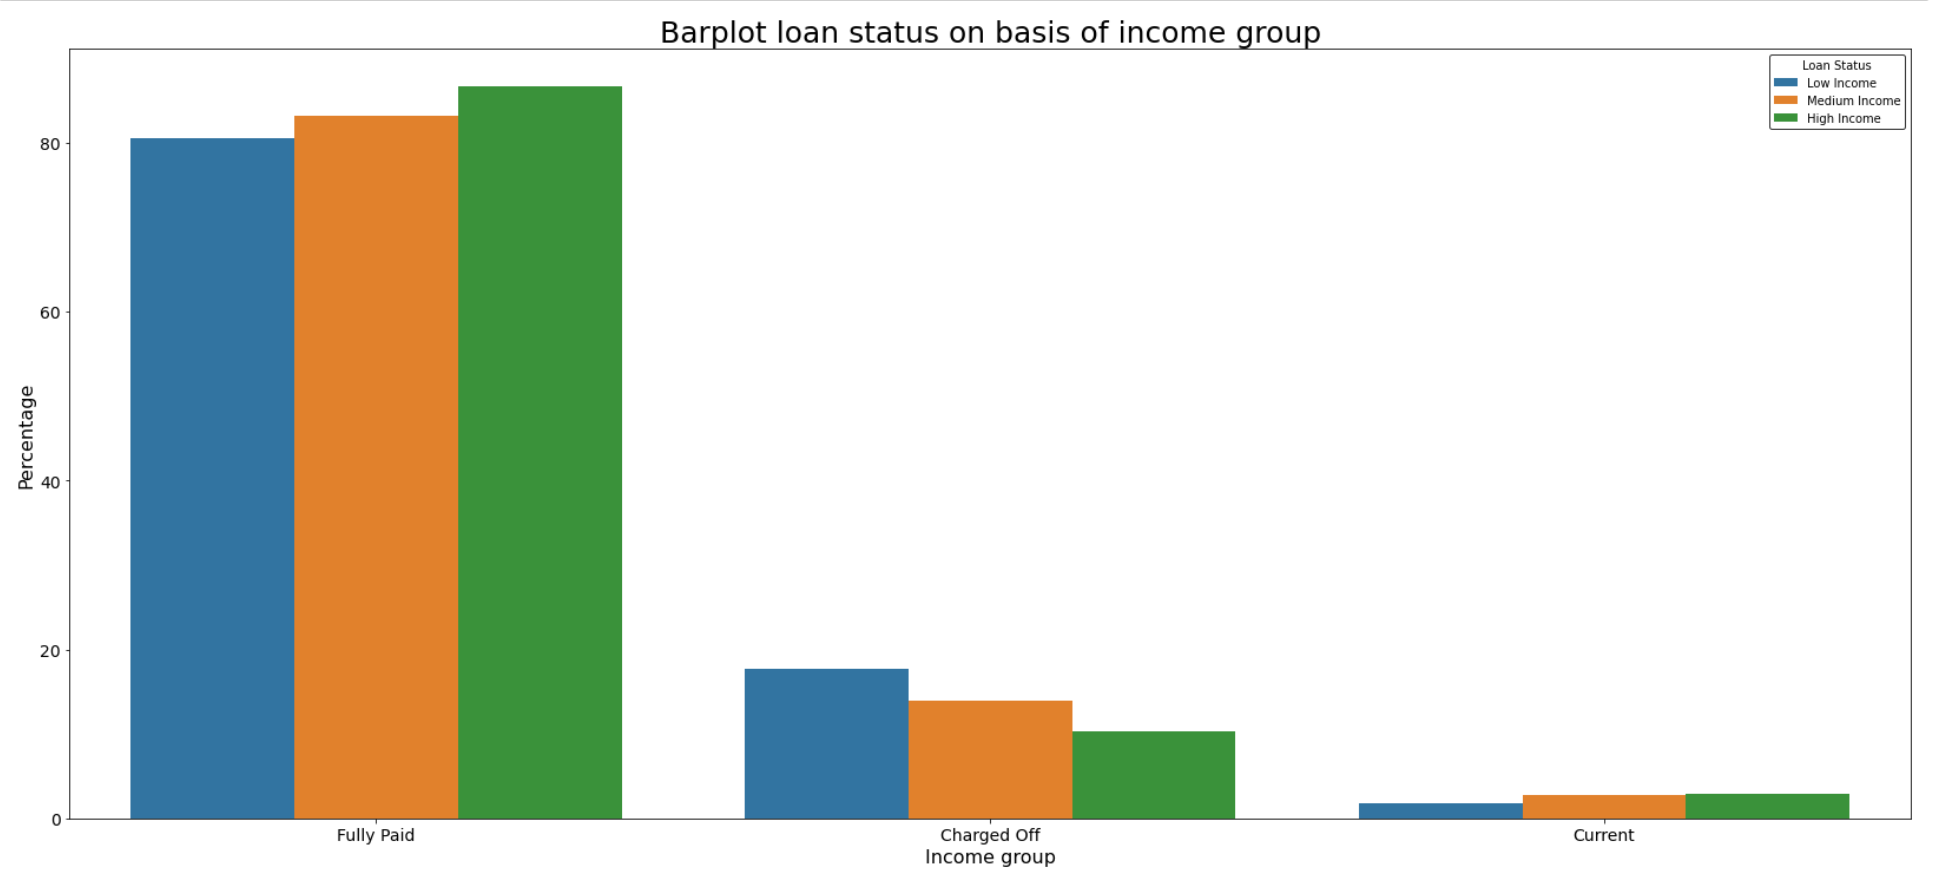 Barplot loan status on basis of income group
Loan Status
Low Income
Medium Income
High Income
Percentage
80
60
40
20
0
Fully Paid
Charged Off
Current
Income group